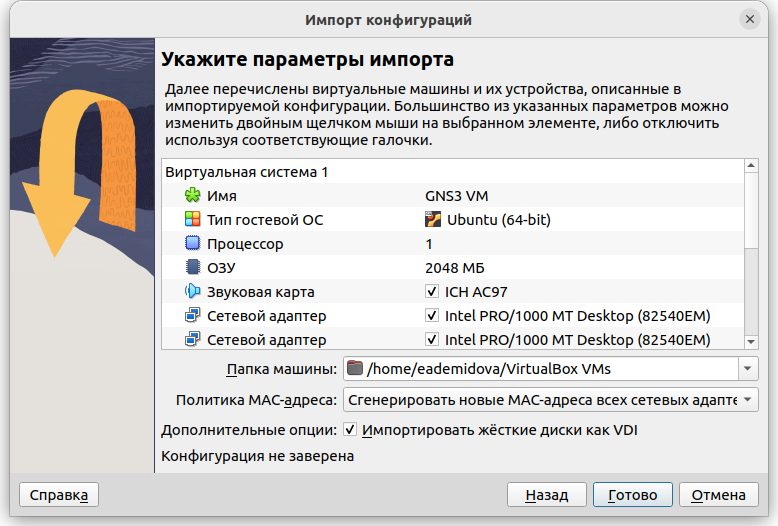 Импорт конфигураций
Укажите параметры импорта
Далее перечислены виртуальные машины и их устройства, описанные в
импортируемой конфигурации. Большинство из указанных параметров можно
изменить двойным щелчком мыши на выбранном элементе, либо отключить
используя соответствующие галочки.
Виртуальная система 1
Имя GNS3 VM
Тип гостевой ОС Ubuntu (64-bit)
Процессор 1
ОЗУ 2048 МБ
Звуковая карта ICH AC97
Сетевой адаптер Intel PRO/1000 MT Desktop (82540EM)
Сетевой адаптер Intel PRO/1000 MT Desktop (82540EM)
Папка машины: /home/eademidova/VirtualBox VMs
Политика MAC-адреса: Сгенерировать новые MAC-адреса всех сетевых адапте
Дополнительные опции: Импортировать жёсткие диски как VDI
Конфигурация не заверена
Справка Назад Готово Отмена